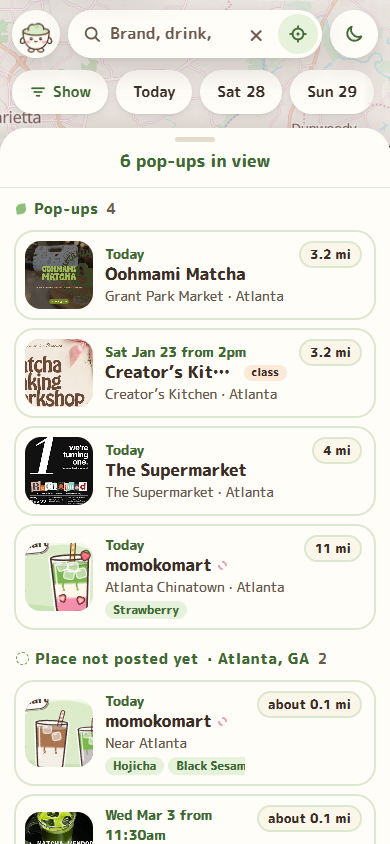 Brand, drink,
Show
Today
Sat 28
Sun 29
rietta
6 pop-ups in view
Pop-ups 4
Today
3.2 mi
OOHMAMI
MATCHA
Oohmami Matcha
Grant Park Market · Atlanta
Sat Jan 23 from 2pm
3.2 mi
atcha
aking
orkshop
Creator’s Kit··· class
Creator’s Kitchen · Atlanta
Today
4 mi
1 we're
turning
one.
The Supermarket
The Supermarket · Atlanta
Today
11 mi
momokomart
Atlanta Chinatown · Atlanta
Strawberry
Place not posted yet · Atlanta, GA 2
Today
about 0.1 mi
momokomart
Near Atlanta
Hojicha Black Sesam
Wed Mar 3 from
11:30am
about 0.1 mi